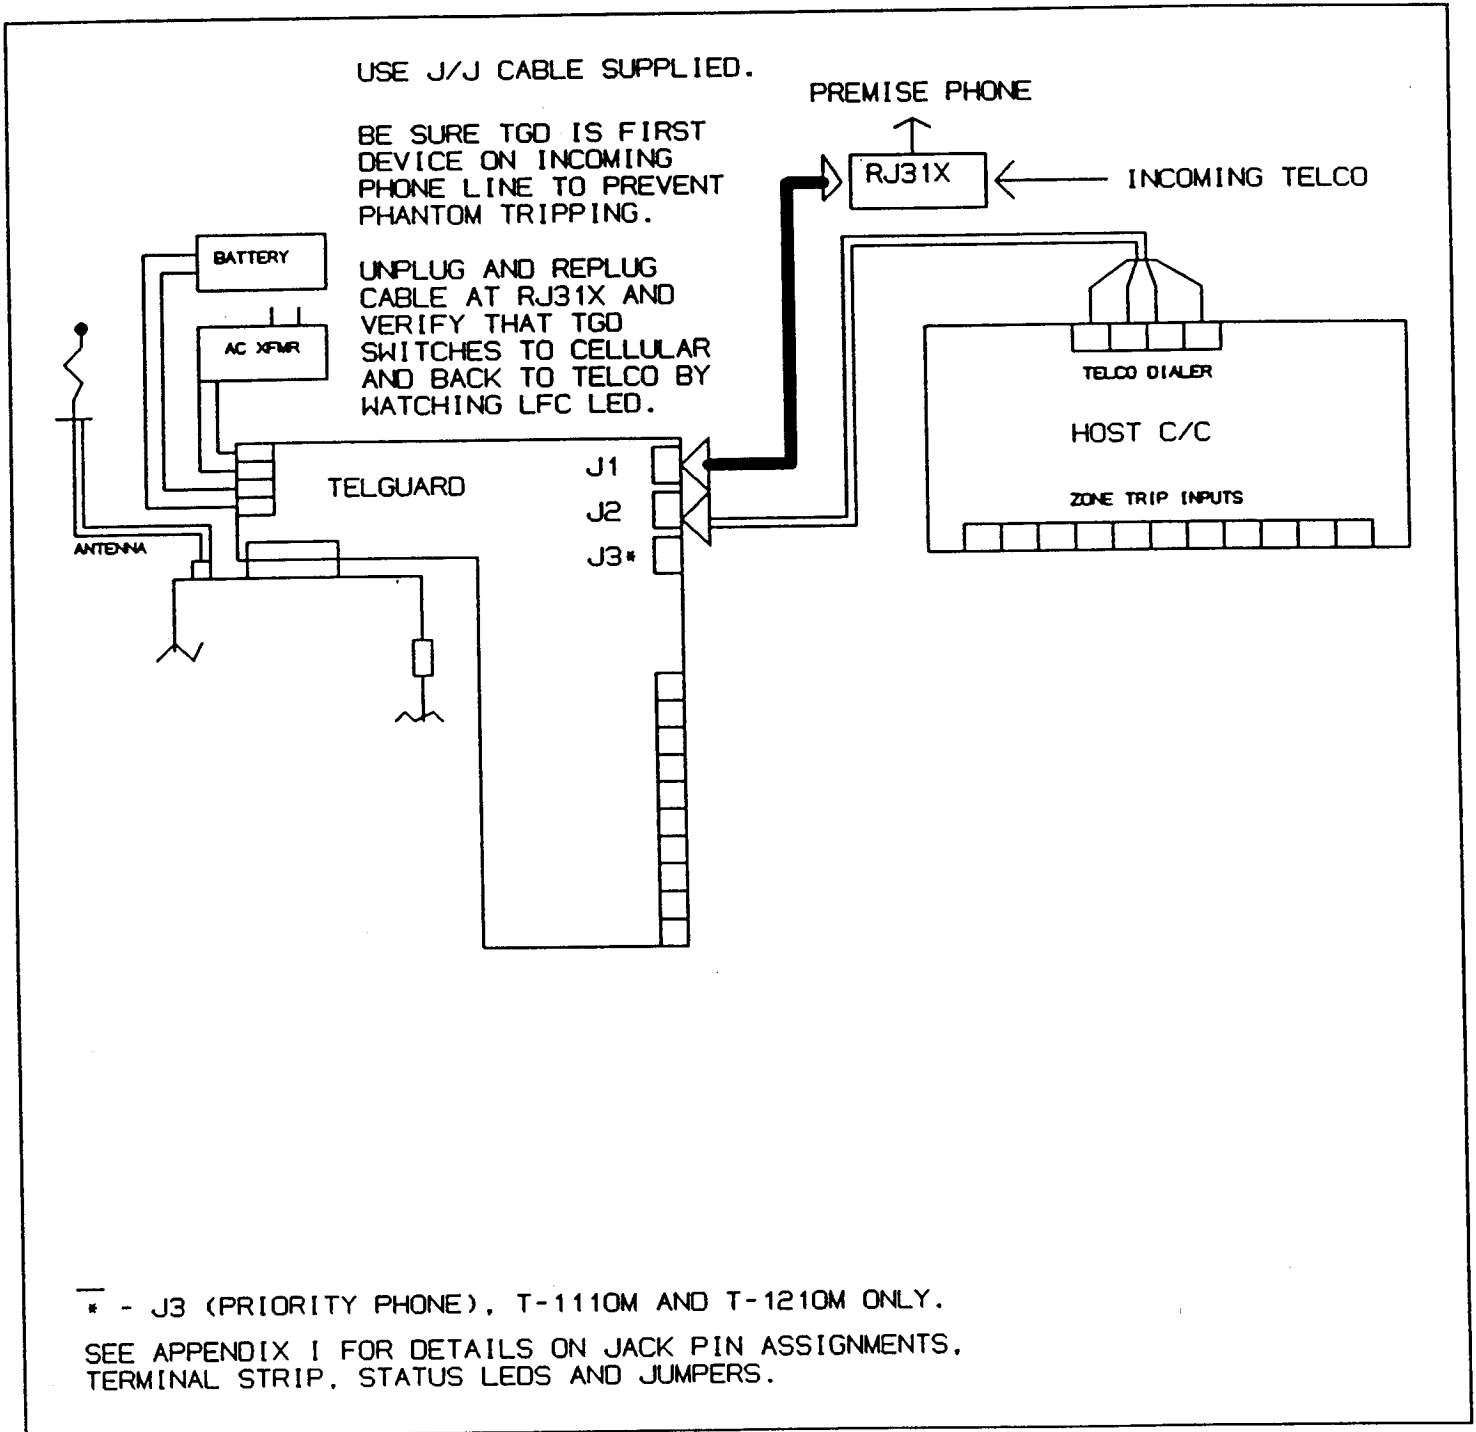 USE J/J CABLE SUPPLIED.
BE SURE TGD IS FIRST
DEVICE ON INCOMING
PHONE LINE TO PREVENT
PHANTOM TRIPPING.
UNPLUG AND REPLUG
CABLE AT RJ31X AND
VERIFY THAT TGD
SWITCHES TO CELLULAR
AND BACK TO TELCO BY
WATCHING LFC LED.
PREMISE PHONE
RJ31X
INCOMING TELCO
BATTERY
AC XFMR
ANTENNA
TELGUARD
J1
J2
J3*
TELCO DIALER
HOST C/C
ZONE TRIP INPUTS
* - J3 (PRIORITY PHONE), T-1110M AND T-1210M ONLY.
SEE APPENDIX I FOR DETAILS ON JACK PIN ASSIGNMENTS,
TERMINAL STRIP, STATUS LEDS AND JUMPERS.